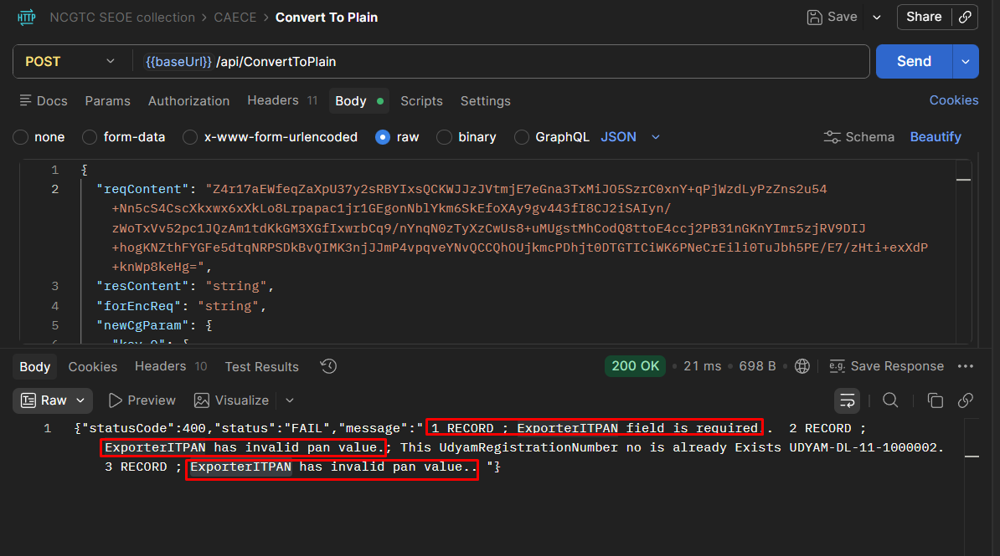 HTTP NCGTC SEOE collection > CAECE > Convert To Plain Save Share
POST {{baseUrl}} /api/ConvertToPlain Send
Docs Params Authorization Headers 11 Body Scripts Settings Cookies
none form-data x-www-form-urlencoded raw binary GraphQL JSON Schema Beautify
1 {
2 "reqContent": "Z4r17aEWfeqZaXpU37y2sRBYIxsQCKWJJzJVtmjE7eGna3TxMiJO5SzrC0xnY+qPjWzdLyPzZns2u54
+Nn5cS4CscXkxwx6xXkLo8Lrpapac1jr1GEgonNblYkm6SkEfoXAy9gv443fI8CJ2iSAIyn/
zWoTxVv52pc1JQzAm1tdKkGM3XGfIxwrbCq9/nYnqN0zTyXzCwUs8+uMUgstMhCodQ8ttoE4ccj2PB31nGKnYImr5zjRV9DIJ
+hogKNZthFYGFe5dtqNRPSDkBvQIMK3njJJmP4vpqveYNvQCCQhOUjkmcPDhjt0DTGTICiWK6PNeCrEili0TuJbh5PE/E7/zHti+exXdP
+knWp8keHg=",
3 "resContent": "string",
4 "forEncReq": "string",
5 "newCgParam": {
Body Cookies Headers 10 Test Results 200 OK 21 ms 698 B e.g. Save Response
Raw Preview Visualize
1 {"statusCode":400,"status":"FAIL","message":" 1 RECORD ; ExporterITPAN field is required. 2 RECORD ;
ExporterITPAN has invalid pan value.; This UdyamRegistrationNumber no is already Exists UDYAM-DL-11-1000002.
3 RECORD ; ExporterITPAN has invalid pan value.. "}